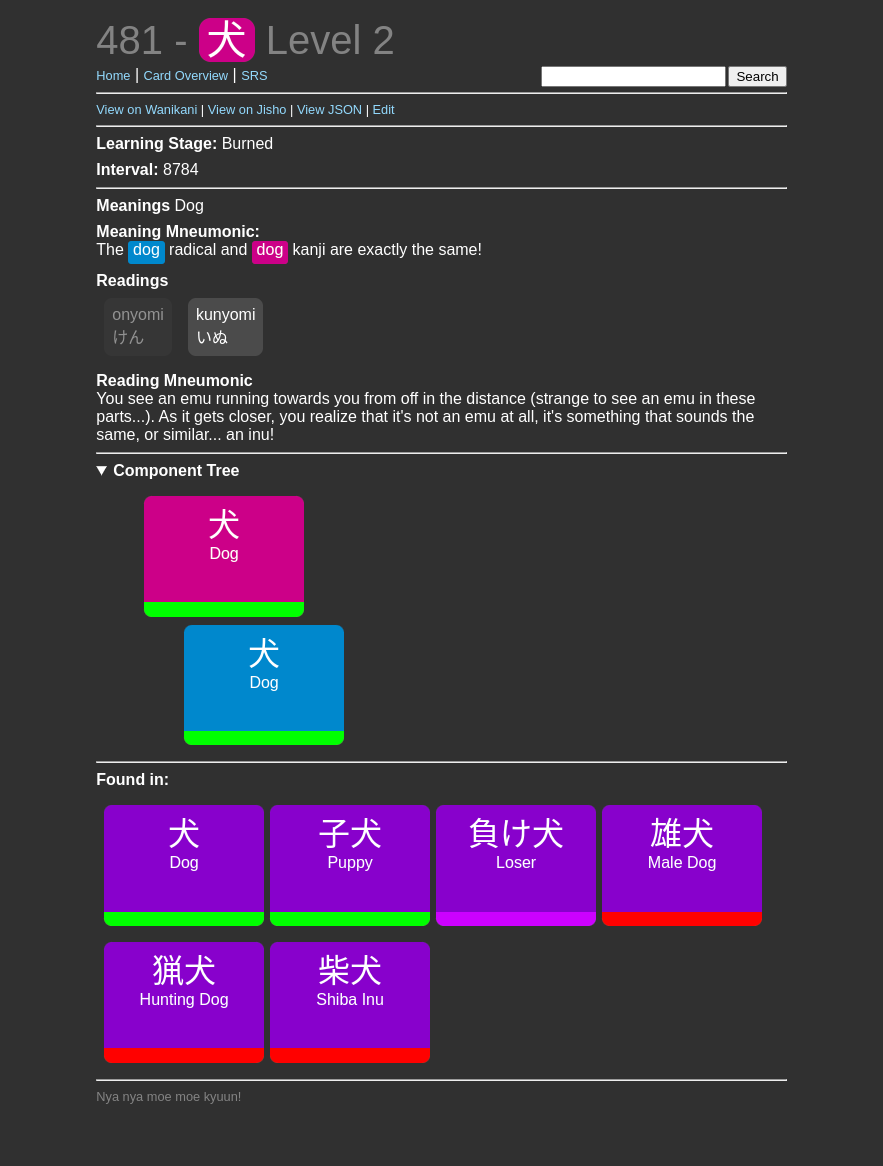 481 - 犬 Level 2
Home | Card Overview | SRS Search
View on Wanikani | View on Jisho | View JSON | Edit
Learning Stage: Burned
Interval: 8784
Meanings Dog
Meaning Mneumonic:
The dog radical and dog kanji are exactly the same!
Readings
onyomi
けん
kunyomi
いぬ
Reading Mneumonic
You see an emu running towards you from off in the distance (strange to see an emu in these
parts...). As it gets closer, you realize that it's not an emu at all, it's something that sounds the
same, or similar... an inu!
▼ Component Tree
犬
Dog
犬
Dog
Found in:
犬
Dog
子犬
Puppy
負け犬
Loser
雄犬
Male Dog
猟犬
Hunting Dog
柴犬
Shiba Inu
Nya nya moe moe kyuun!